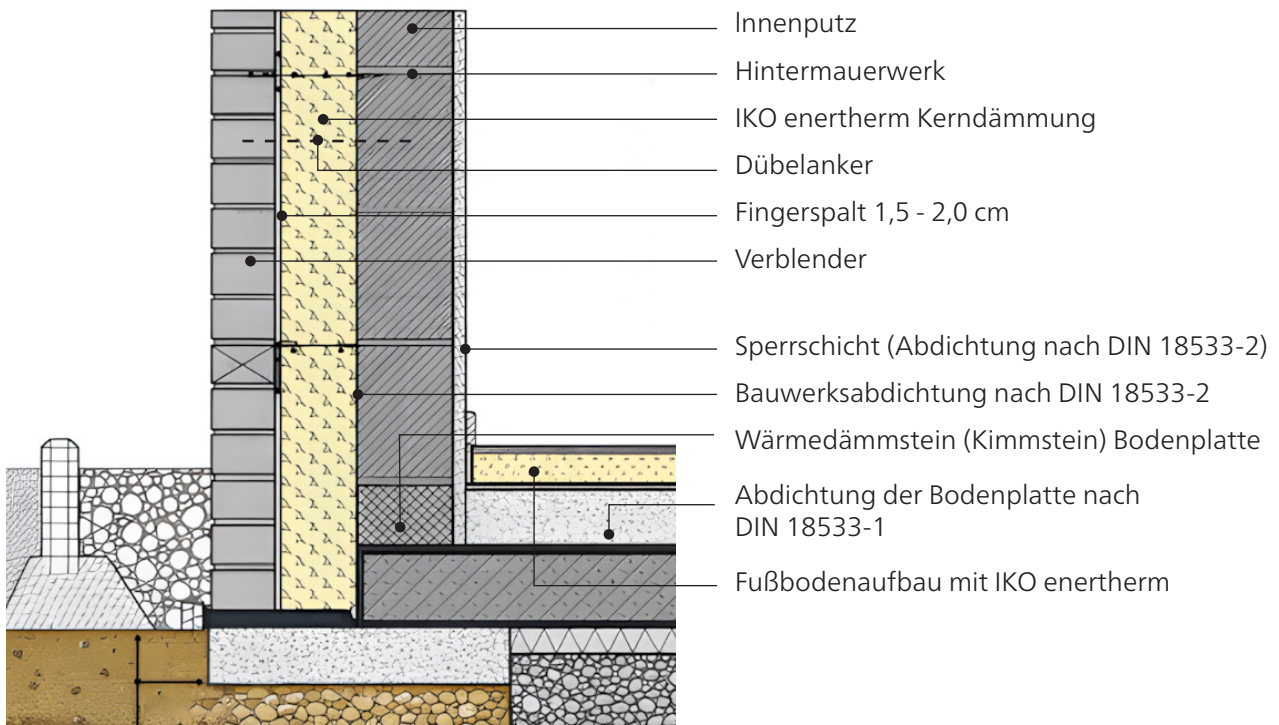 Innenputz
Hintermauerwerk
IKO enertherm Kerndämmung
Dübelanker
Fingerspalt 1,5 - 2,0 cm
Verblender
Sperrschicht (Abdichtung nach DIN 18533-2)
Bauwerksabdichtung nach DIN 18533-2
Wärmedämmstein (Kimmstein) Bodenplatte
Abdichtung der Bodenplatte nach
DIN 18533-1
Fußbodenaufbau mit IKO enertherm